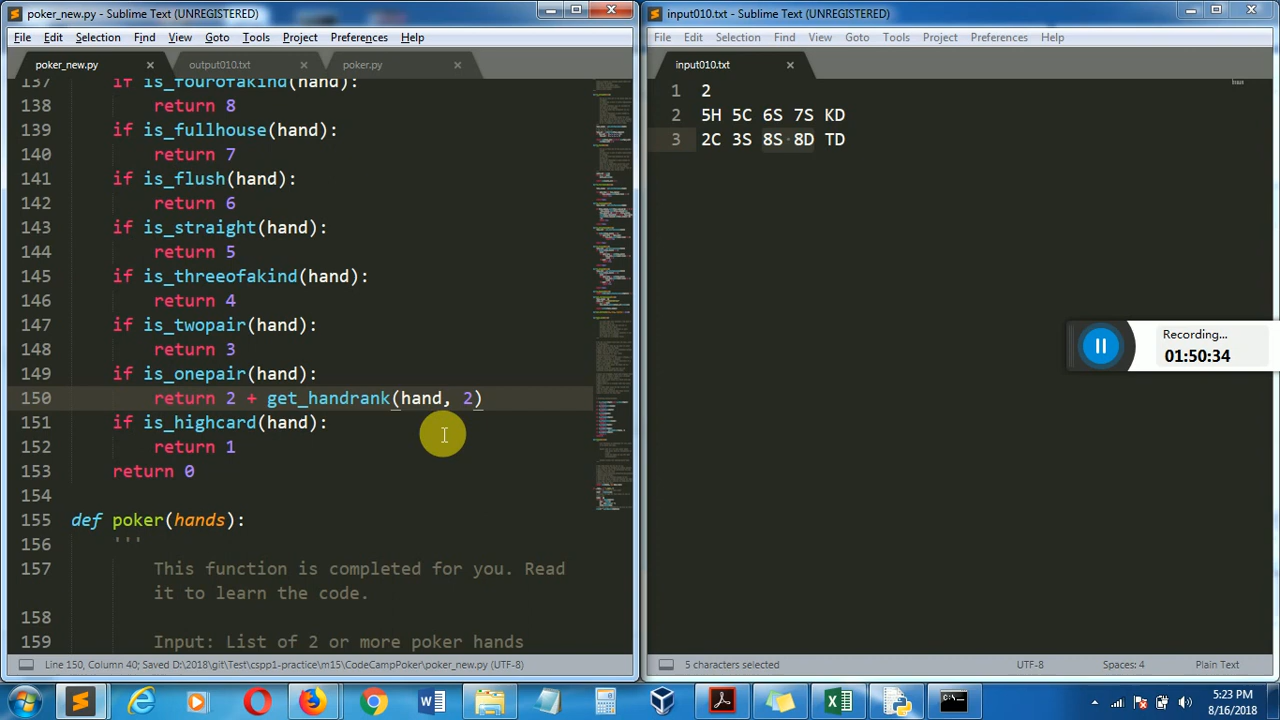 poker_new.py - Sublime Text (UNREGISTERED)
File Edit Selection Find View Goto Tools Project Preferences Help
poker_new.py × output010.txt × poker.py ×
137 if is_fourofakind(hand):
138 return 8
139 if is_fullhouse(hand):
140 return 7
141 if is_flush(hand):
142 return 6
143 if is_straight(hand):
144 return 5
145 if is_threeofakind(hand):
146 return 4
147 if is_twopair(hand):
148 return 3
149 if is_onepair(hand):
150 return 2 + get_handrank(hand, 2)
151 if is_highcard(hand):
152 return 1
153 return 0
154
155 def poker(hands):
156 '''
157 This function is completed for you. Read
it to learn the code.
158
159 Input: List of 2 or more poker hands
Line 150, Column 40; Saved D:\2018\git\Test\cspp1-practice\m15\CodeCampPoker\poker_new.py (UTF-8)
input010.txt - Sublime Text (UNREGISTERED)
File Edit Selection Find View Goto Tools Project Preferences Help
input010.txt ×
1 2
2 5H 5C 6S 7S KD
3 2C 3S 8S 8D TD
Recording...
01:50:34
5 characters selected UTF-8 Spaces: 4 Plain Text
5:23 PM
8/16/2018